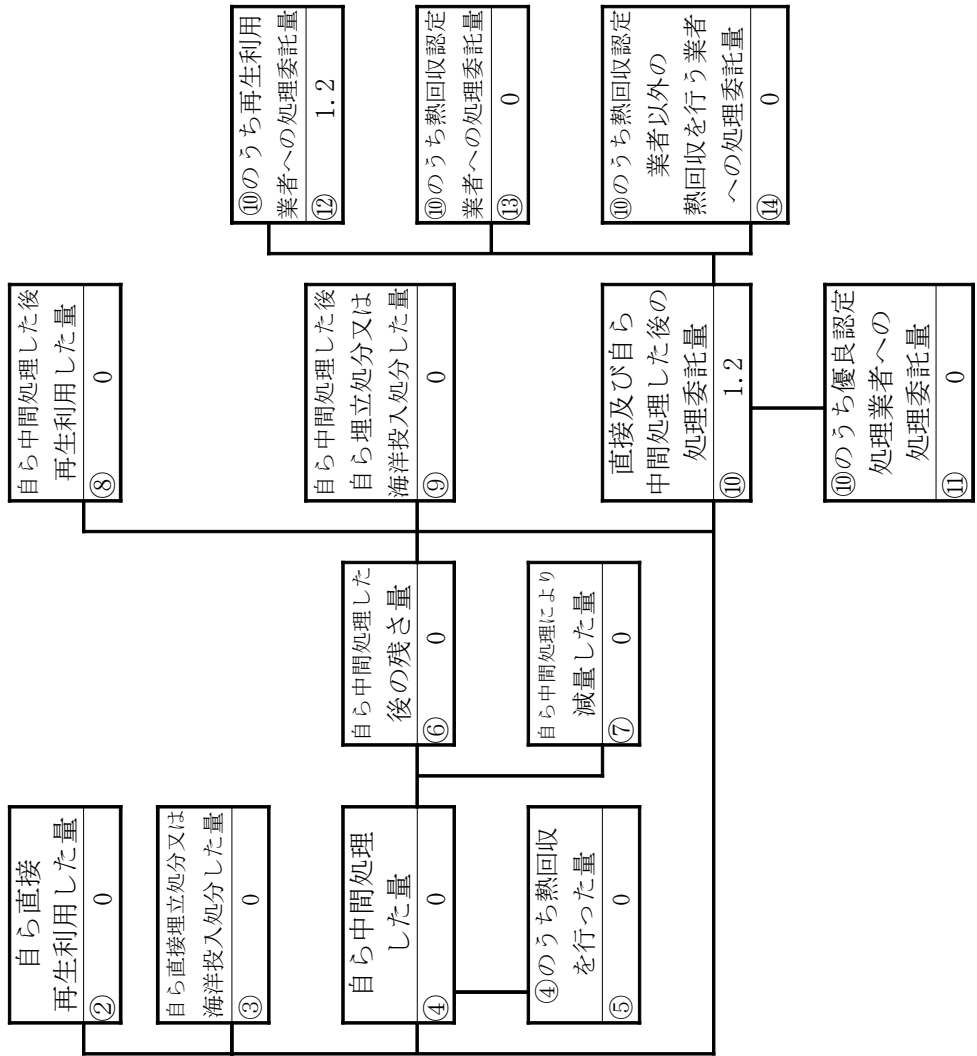 自ら直接
再生利用した量
② 0
自ら直接埋立処分又は
海洋投入処分した量
③ 0
自ら中間処理
した量
④ 0
④のうち熱回収
を行った量
⑤ 0
自ら中間処理した
後の残さ量
⑥ 0
自ら中間処理により
減量した量
⑦ 0
自ら中間処理した後
再生利用した量
⑧ 0
自ら中間処理した後
自ら埋立処分又は
海洋投入処分した量
⑨ 0
直接及び自ら
中間処理した後の
処理委託量
⑩ 1.2
⑩のうち優良認定
処理業者への
処理委託量
⑪ 0
⑩のうち再生利用
業者への処理委託量
⑫ 1.2
⑩のうち熱回収認定
業者への処理委託量
⑬ 0
⑩のうち熱回収認定
業者以外の
熱回収を行う業者
への処理委託量
⑭ 0